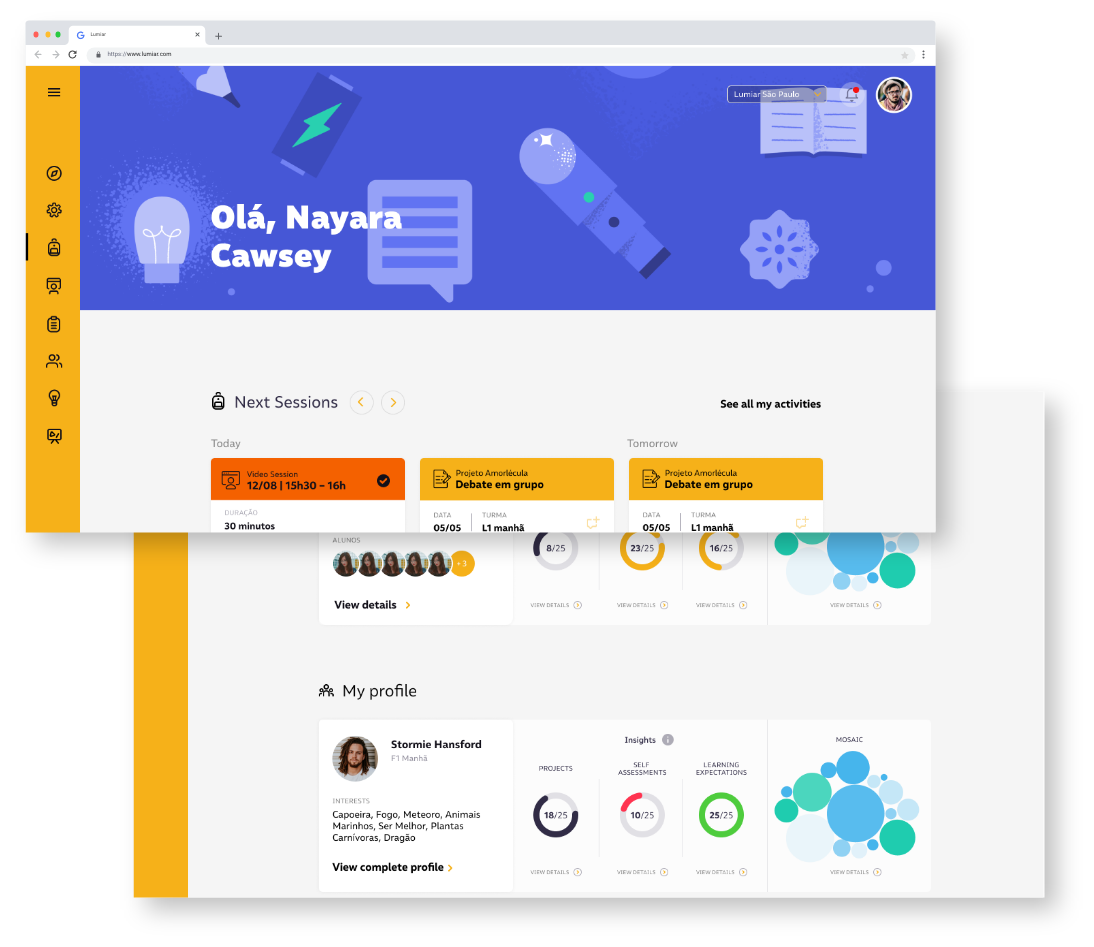 Lumiar
https://www.lumiar.com
Lumiar São Paulo
Olá, Nayara
Cawsey
Next Sessions
See all my activities
Today
Tomorrow
Video Session
12/08 | 15h30 – 16h
DURAÇÃO
30 minutos
Projeto Amorlécula
Debate em grupo
DATA
TURMA
05/05
L1 manhã
Projeto Amorlécula
Debate em grupo
DATA
TURMA
05/05
L1 manhã
ALUNOS
+3
View details
8/25
23/25
16/25
VIEW DETAILS
VIEW DETAILS
VIEW DETAILS
VIEW DETAILS
My profile
Stormie Hansford
F1 Manhã
INTERESTS
Capoeira, Fogo, Meteoro, Animais
Marinhos, Ser Melhor, Plantas
Carnívoras, Dragão
View complete profile
Insights
PROJECTS
SELF
ASSESSMENTS
LEARNING
EXPECTATIONS
18/25
10/25
25/25
VIEW DETAILS
VIEW DETAILS
VIEW DETAILS
MOSAIC
VIEW DETAILS